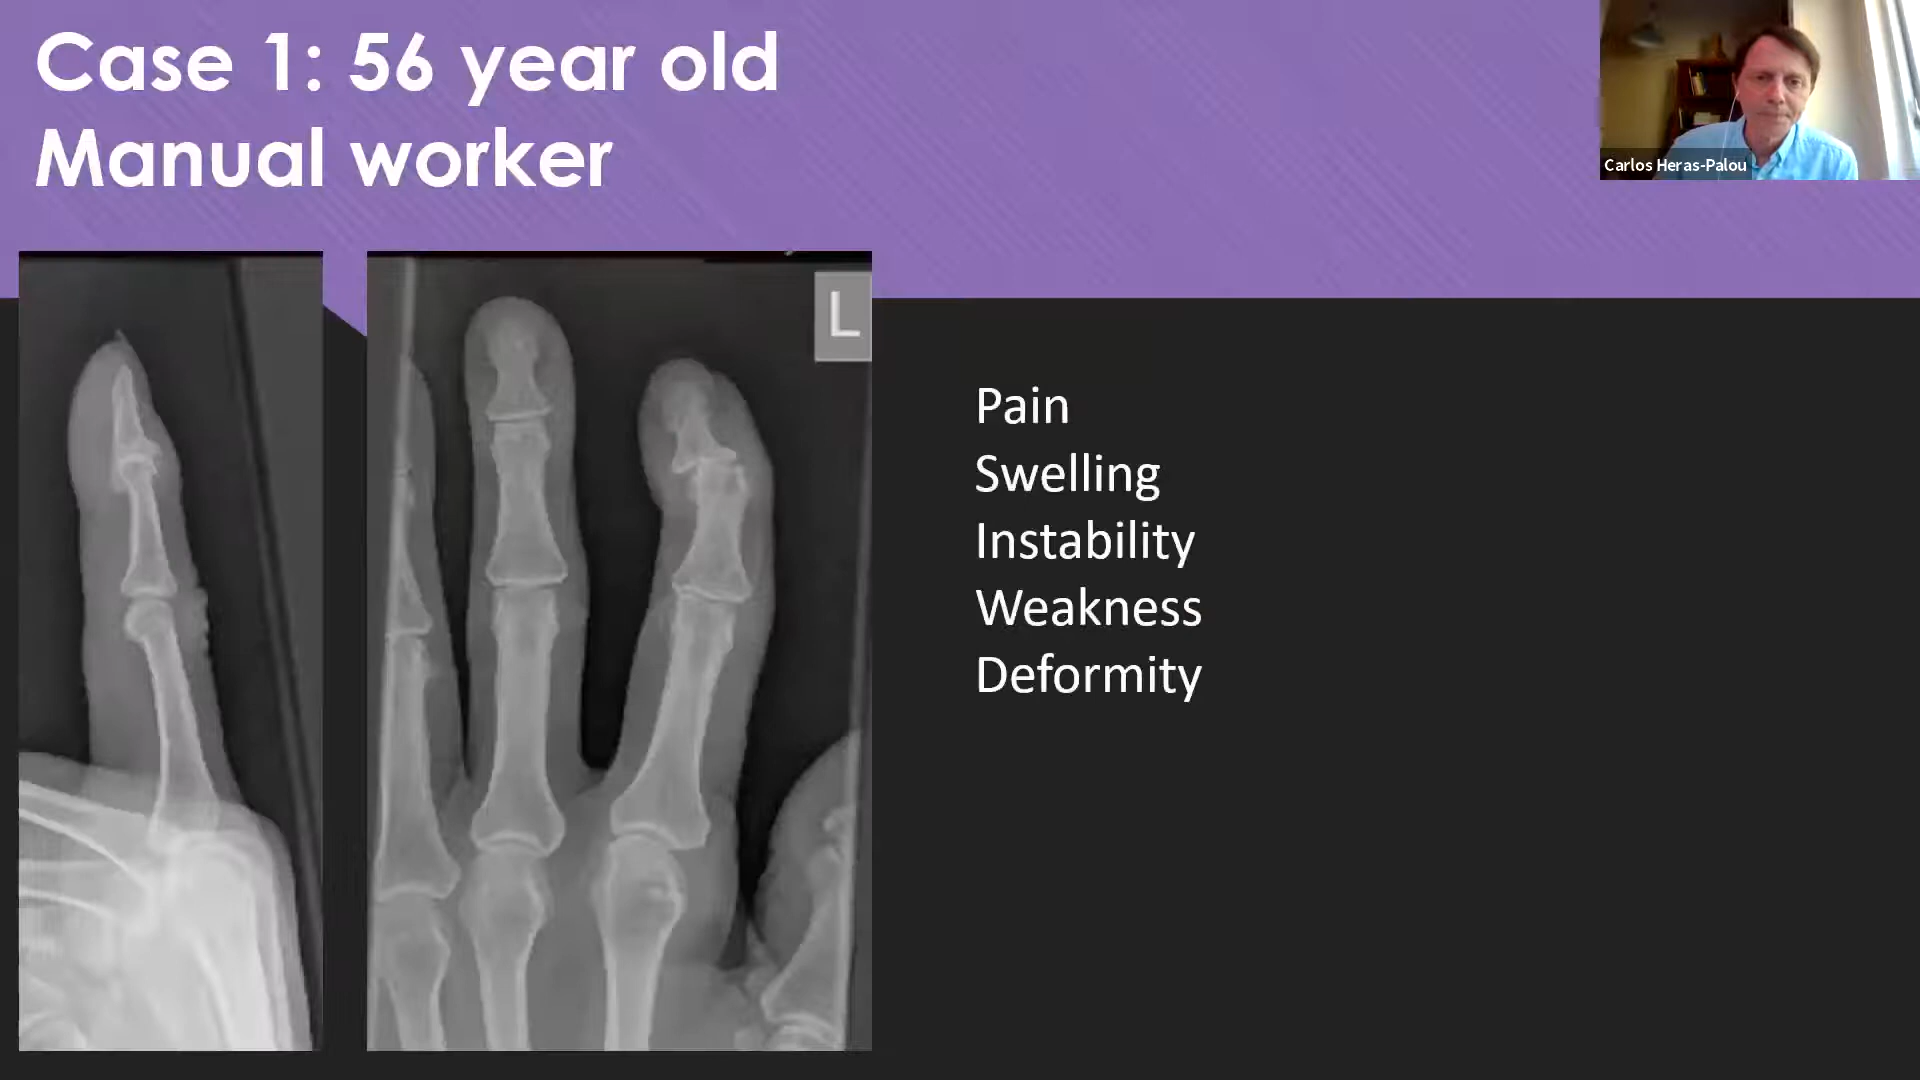 Case 1: 56 year old
Manual worker
Carlos Heras-Palou
L
Pain
Swelling
Instability
Weakness
Deformity